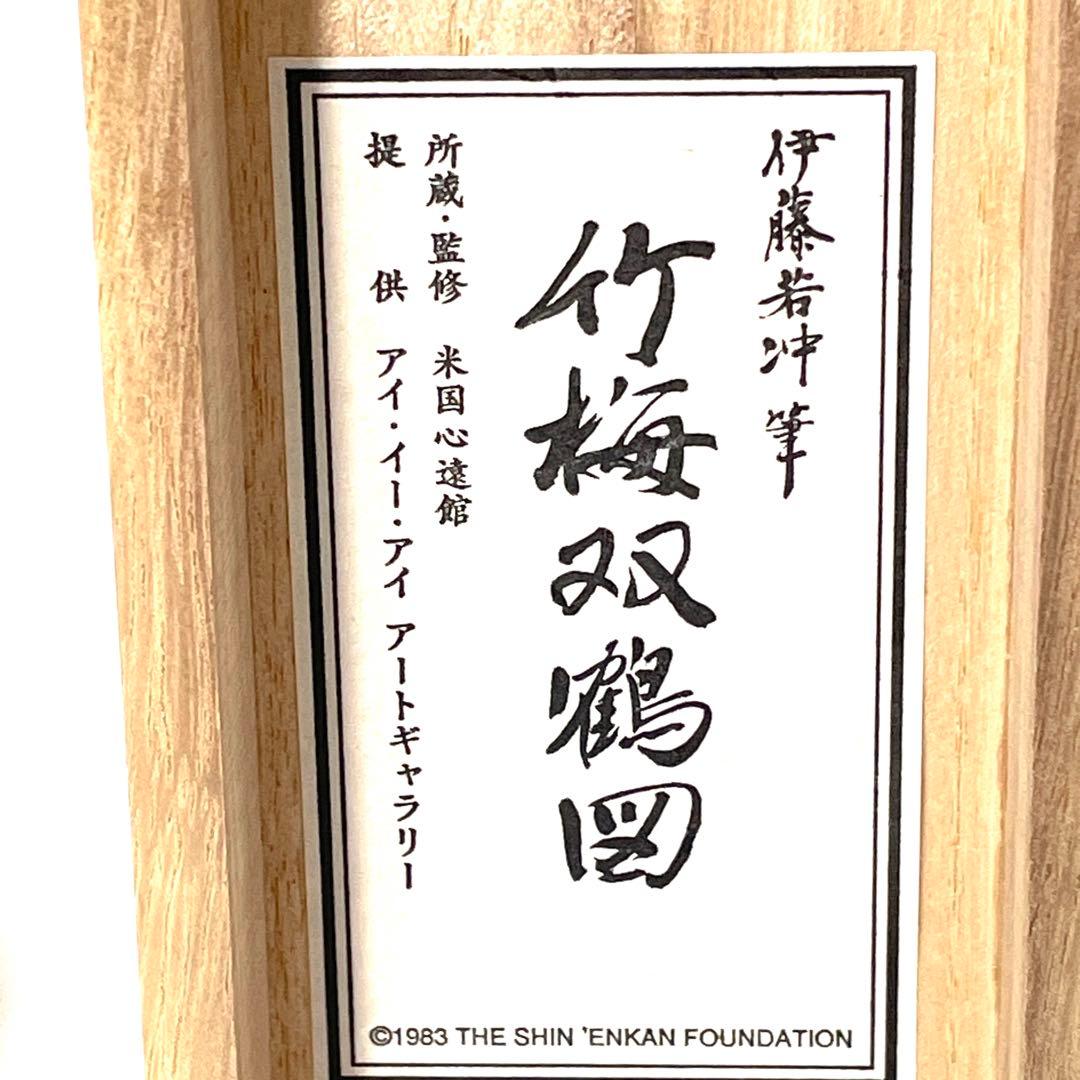 伊藤若冲筆
竹梅双鶴図
所蔵・監修 米国心遠館
提供 アイ・イー・アイ アートギャラリー
©1983 THE SHIN 'ENKAN FOUNDATION